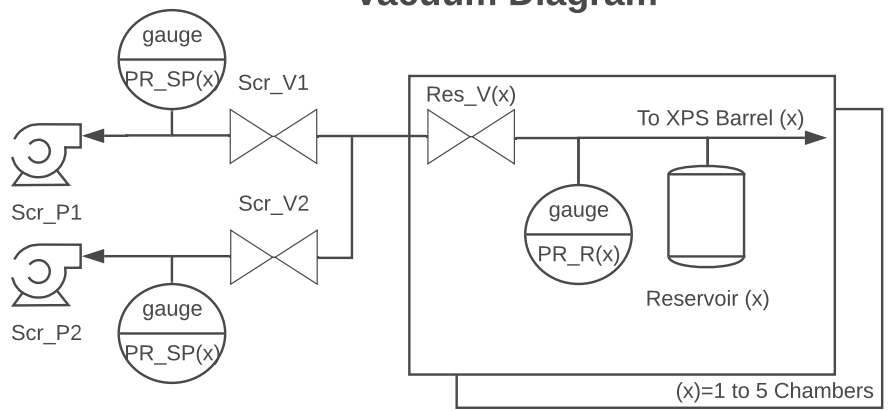 Vacuum Diagram
gauge
PR_SP(x)
Scr_V1
Scr_P1
Scr_V2
Scr_P2
gauge
PR_SP(x)
Res_V(x)
To XPS Barrel (x)
gauge
PR_R(x)
Reservoir (x)
(x)=1 to 5 Chambers